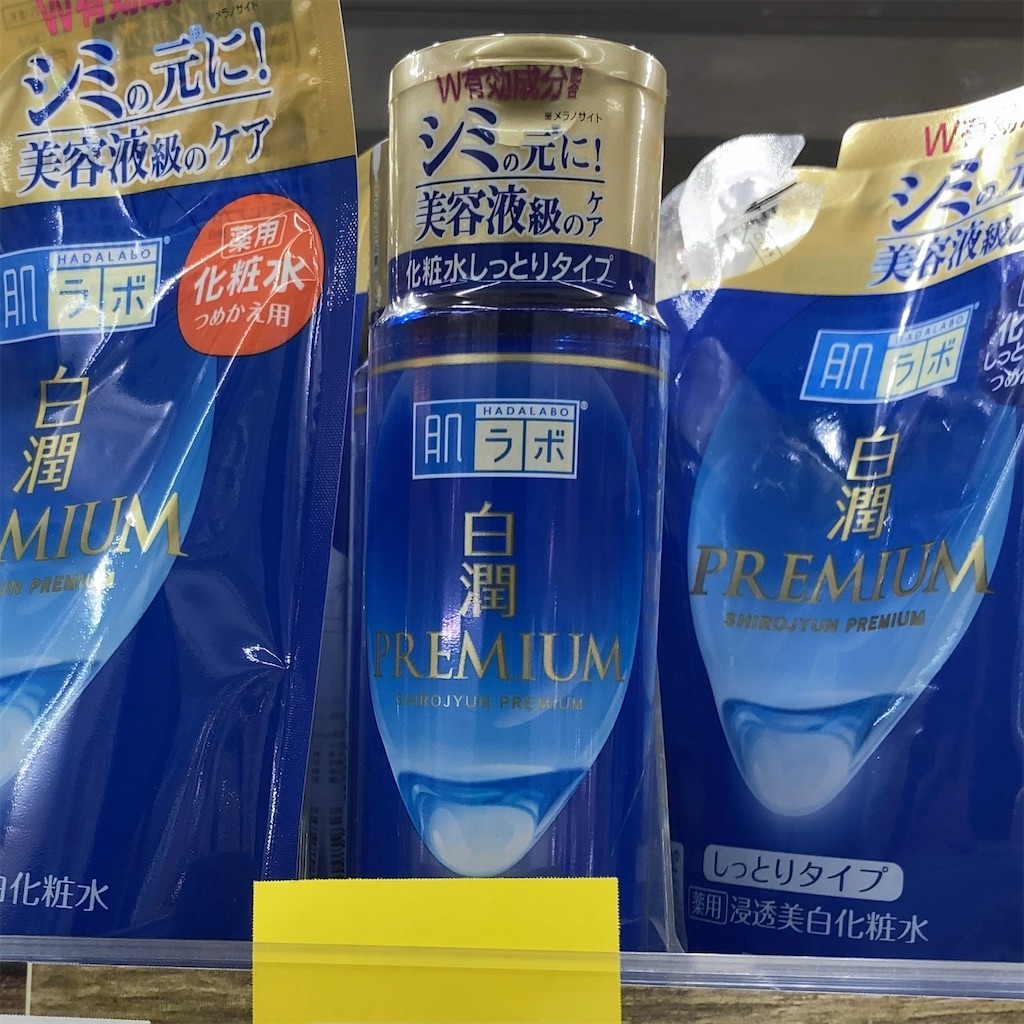 W有効成分
※メラノサイト
シミの元に!
美容液級のケア
薬用
化粧水
つめかえ用
HADALABO
肌ラボ
白潤
MIUM
PREMIUM
白化粧水
W有効成分配合
※メラノサイト
シミの元に!
美容液級のケア
化粧水しっとりタイプ
HADALABO®
肌ラボ
白潤
PREMIUM
SHIROJYUN PREMIUM
シミの元
美容液級の
HADALABO
肌ラボ
白潤
PREMIUM
SHIROJYUN PREMIUM
しっとりタイプ
薬用 浸透美白化粧水